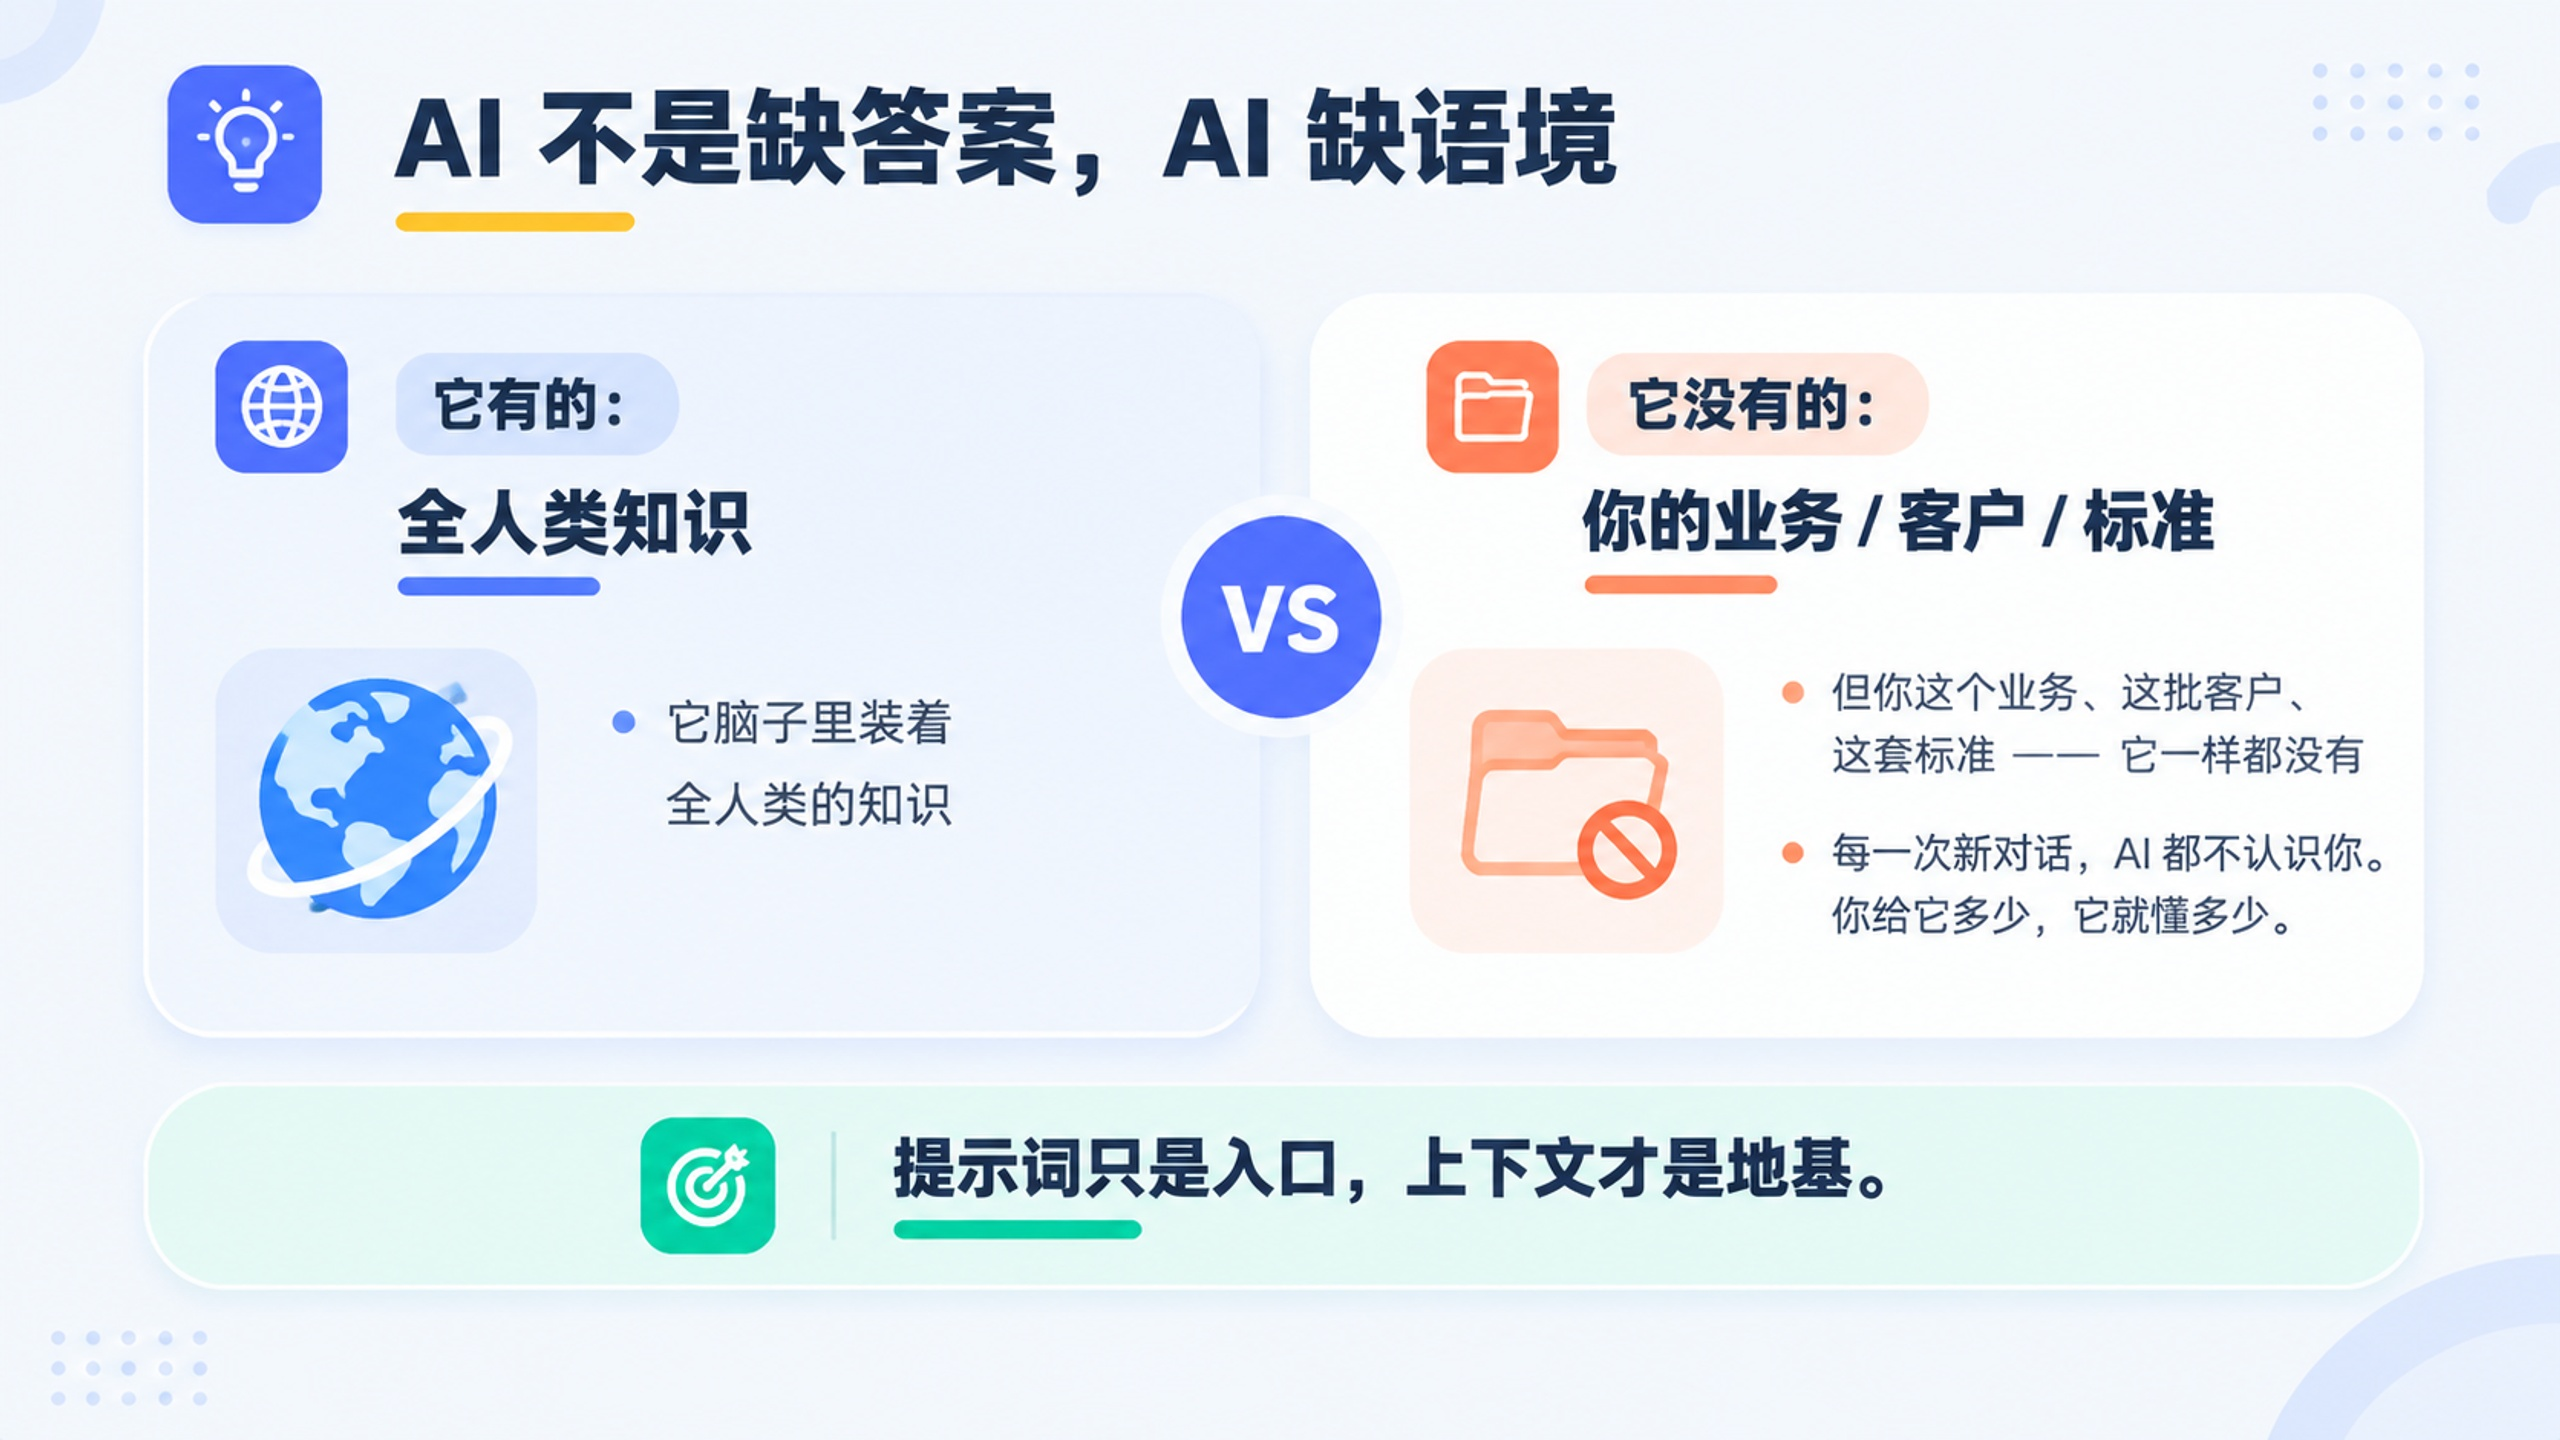 AI 不是缺答案，AI 缺语境
它有的：
全人类知识
它脑子里装着
全人类的知识
VS
它没有的：
你的业务 / 客户 / 标准
但你这个业务、这批客户、
这套标准 —— 它一样都没有
每一次新对话，AI 都不认识你。
你给它多少，它就懂多少。
提示词只是入口，上下文才是地基。